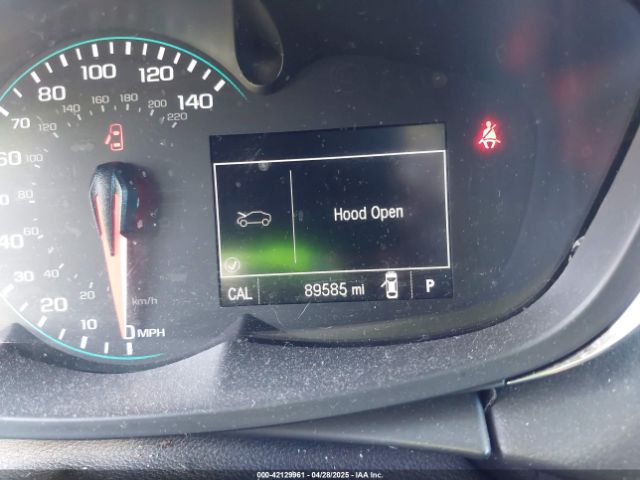 80 100 120 140
70 120 140 160 180 200 220
60 100
40 60
30 40
20 20 km/h
10 0 MPH
Hood Open
CAL 89585 mi P
000-42129961 - 04/28/2025 - IAA Inc.